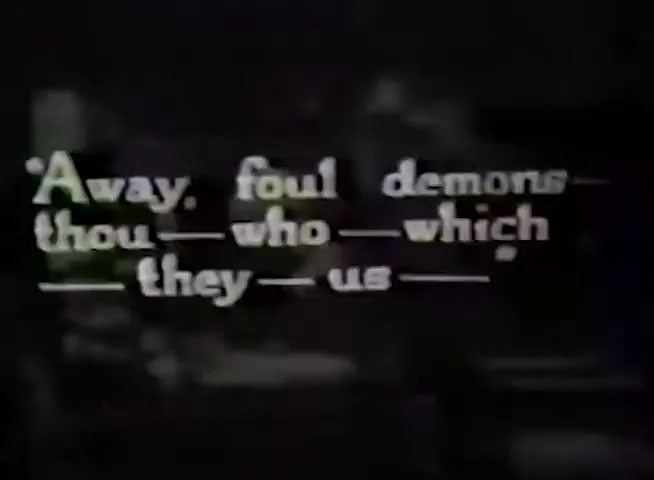 "Away, foul demons—
thou—who—which
—they—us—"